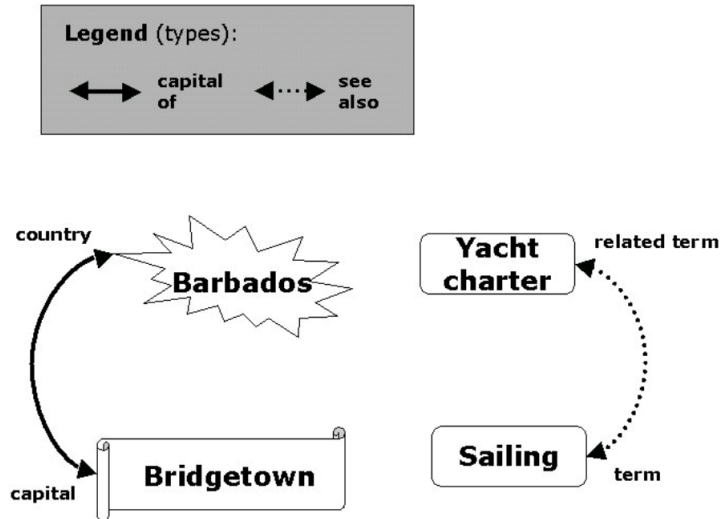 Legend (types):
capital
of
see
also
country
Barbados
Yacht
charter
related term
Bridgetown
capital
Sailing
term